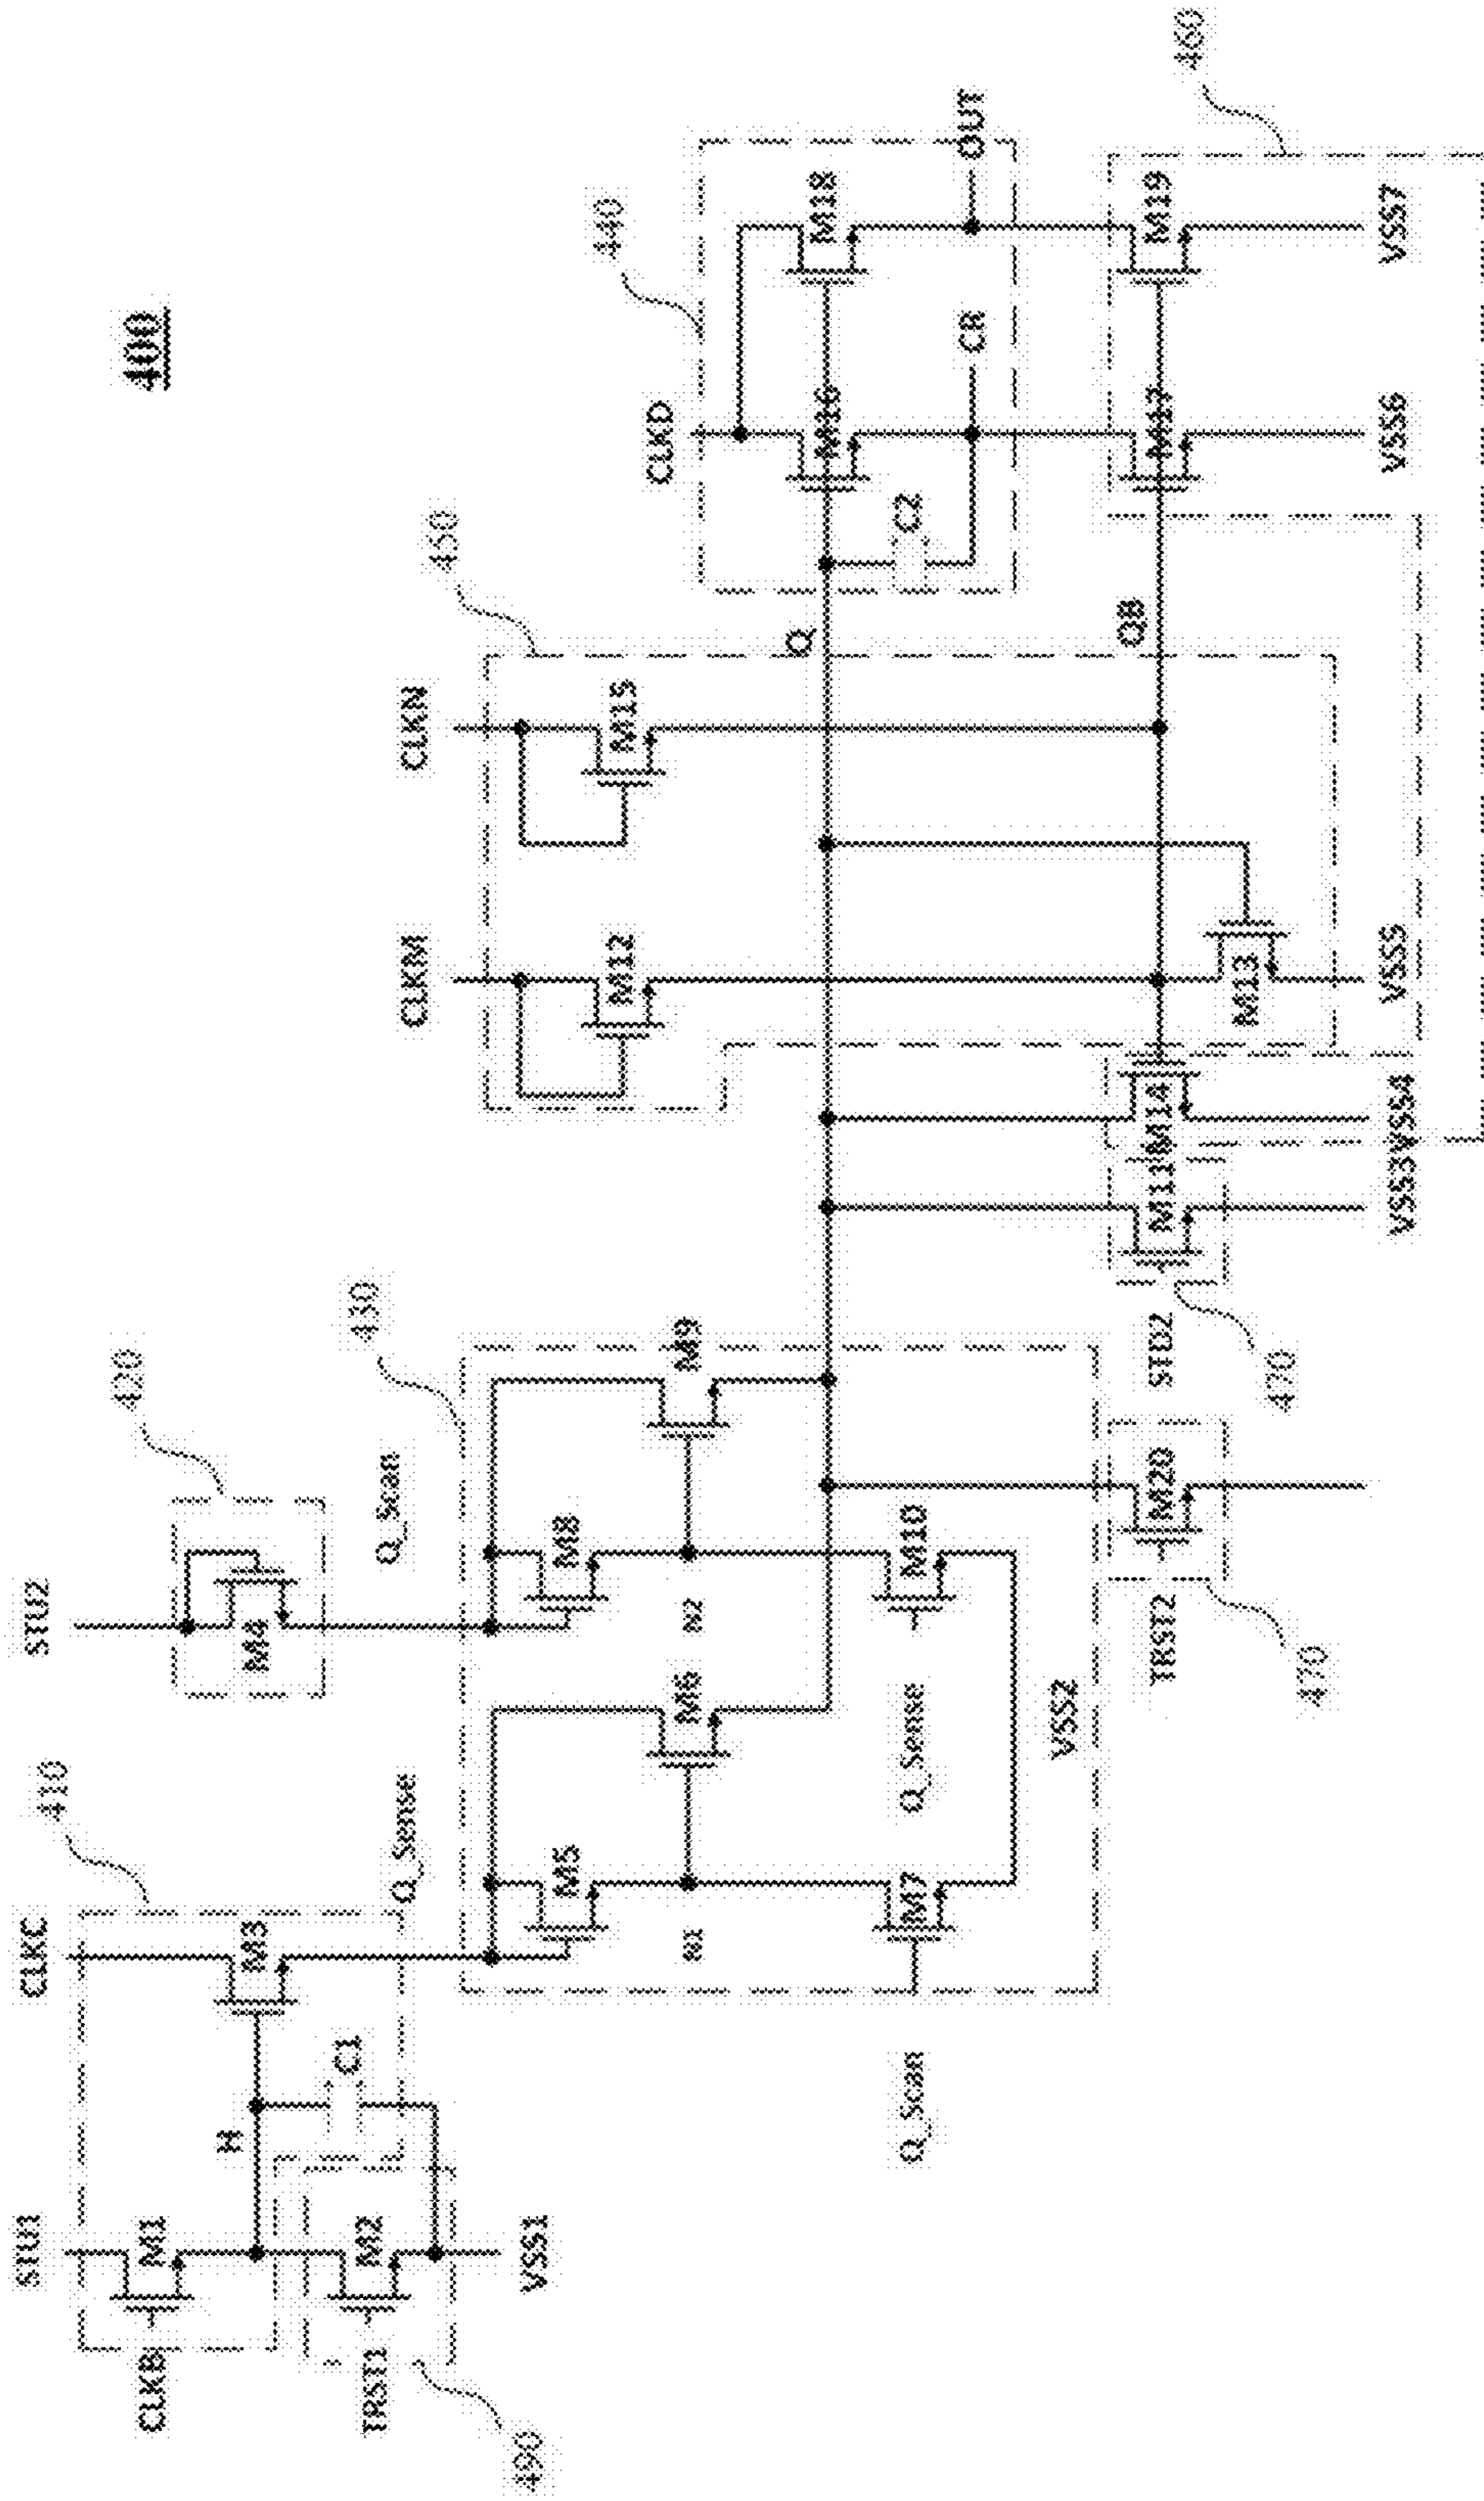 400
STU1
CLKC
STU2
410
420
CLKB
M1
M3
M4
H
TRST1
M2
C1
Q_Sense
Q_Scan
430
490
VSS1
M5
M6
M8
M9
N1
N2
Q_Scan
M7
Q_Sense
M10
VSS2
TRST2
M20
470
STD2
M11
470
M14
VSS3
VSS4
CLKM
CLKN
450
M12
M15
Q
QB
M13
VSS5
CLKD
440
M16
M18
C2
CR
OUT
M17
M19
VSS6
VSS7
460